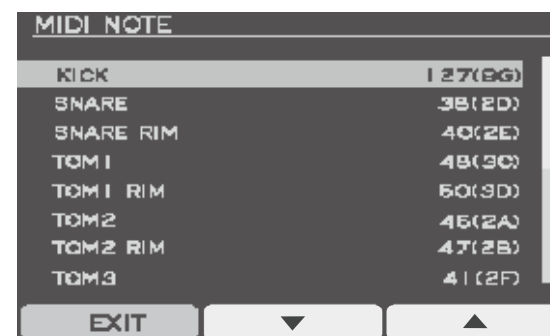 MIDI NOTE
KICK 127(9G)
SNARE 38(2D)
SNARE RIM 40(2E)
TOM1 48(3C)
TOM1 RIM 50(3D)
TOM2 45(2A)
TOM2 RIM 47(2B)
TOM3 41(2F)
EXIT ▼ ▲